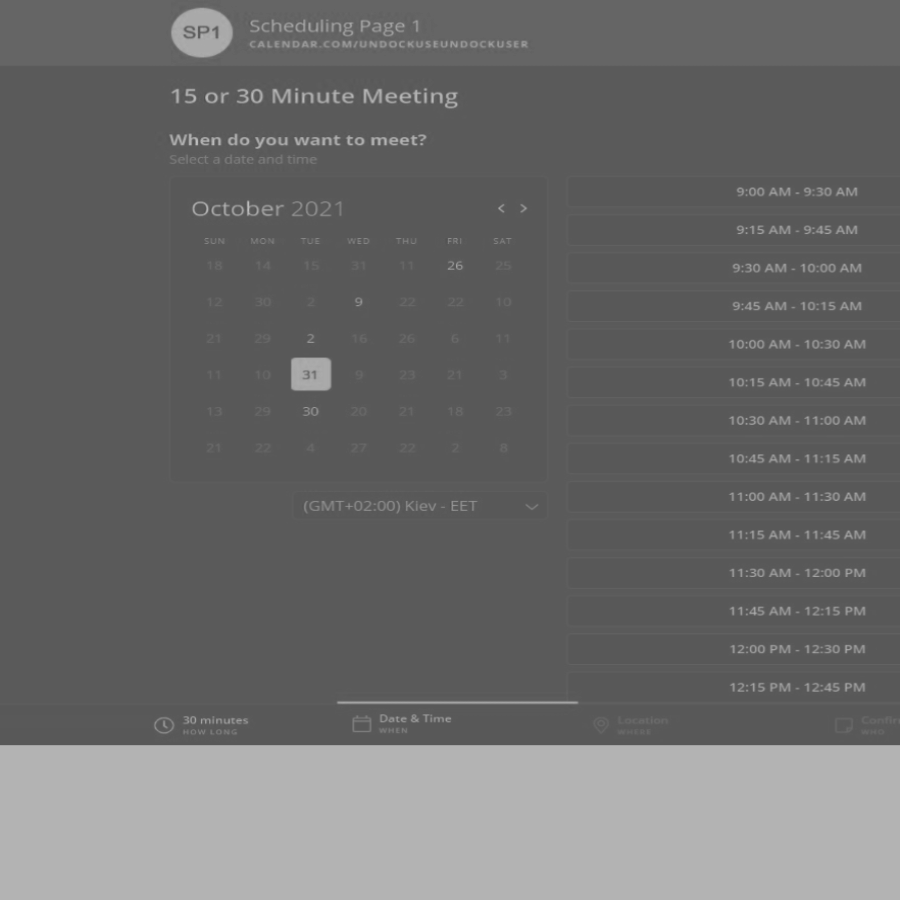 SP1
Scheduling Page 1
CALENDAR.COM/UNDOCKUSEUNDOCKUSER
15 or 30 Minute Meeting
When do you want to meet?
Select a date and time
October 2021
< >
SUN MON TUE WED THU FRI SAT
18 14 15 31 11 26 25
12 30 2 9 22 22 10
21 29 2 16 26 6 11
11 10 31 9 23 21 3
13 29 30 20 21 18 23
21 22 4 27 22 2 8
(GMT+02:00) Kiev - EET
9:00 AM - 9:30 AM
9:15 AM - 9:45 AM
9:30 AM - 10:00 AM
9:45 AM - 10:15 AM
10:00 AM - 10:30 AM
10:15 AM - 10:45 AM
10:30 AM - 11:00 AM
10:45 AM - 11:15 AM
11:00 AM - 11:30 AM
11:15 AM - 11:45 AM
11:30 AM - 12:00 PM
11:45 AM - 12:15 PM
12:00 PM - 12:30 PM
12:15 PM - 12:45 PM
30 minutes
HOW LONG
Date & Time
WHEN
Location
WHERE
Confin
WHO